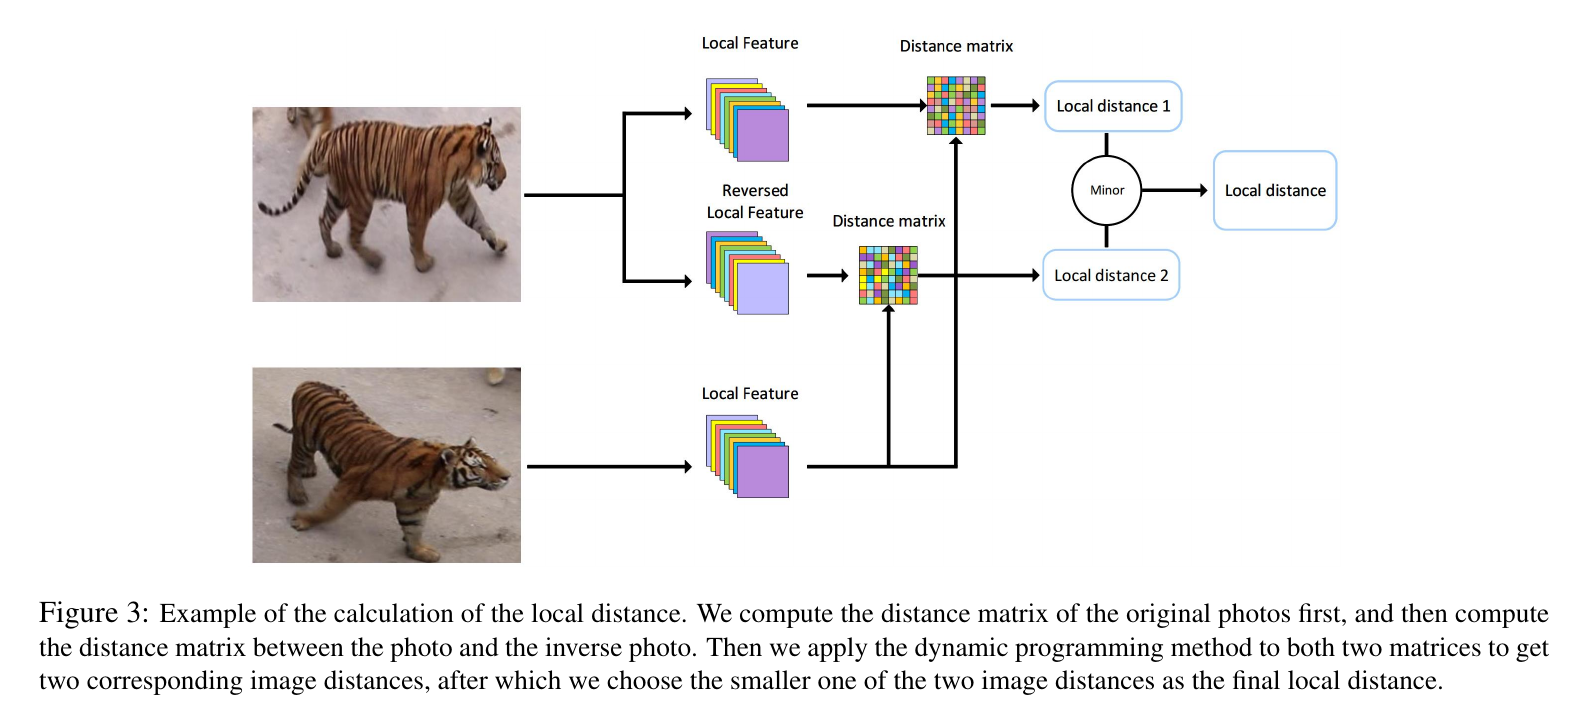 Local Feature
Distance matrix
Local distance 1
Reversed
Local Feature
Distance matrix
Minor
Local distance
Local distance 2
Local Feature
Figure 3: Example of the calculation of the local distance. We compute the distance matrix of the original photos first, and then compute
the distance matrix between the photo and the inverse photo. Then we apply the dynamic programming method to both two matrices to get
two corresponding image distances, after which we choose the smaller one of the two image distances as the final local distance.